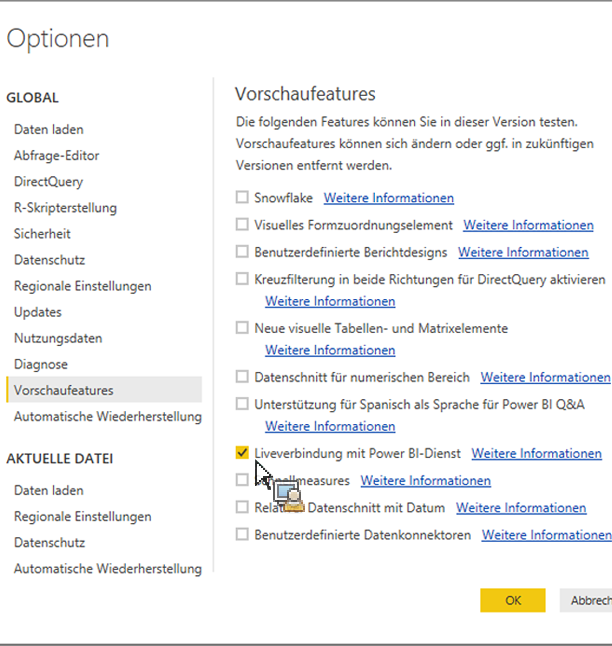 Optionen
GLOBAL
Daten laden
Abfrage-Editor
DirectQuery
R-Skripterstellung
Sicherheit
Datenschutz
Regionale Einstellungen
Updates
Nutzungsdaten
Diagnose
Vorschaufeatures
Automatische Wiederherstellung
AKTUELLE DATEI
Daten laden
Regionale Einstellungen
Datenschutz
Automatische Wiederherstellung
Vorschaufeatures
Die folgenden Features können Sie in dieser Version testen.
Vorschaufeatures können sich ändern oder ggf. in zukünftigen
Versionen entfernt werden.
Snowflake Weitere Informationen
Visuelles Formzuordnungselement Weitere Informationen
Benutzerdefinierte Berichtdesigns Weitere Informationen
Kreuzfilterung in beide Richtungen für DirectQuery aktivieren
Weitere Informationen
Neue visuelle Tabellen- und Matrixelemente
Weitere Informationen
Datenschnitt für numerischen Bereich Weitere Informationen
Unterstützung für Spanisch als Sprache für Power BI Q&A
Weitere Informationen
Liveverbindung mit Power BI-Dienst Weitere Informationen
Weitere Informationen
Datenschnitt mit Datum Weitere Informationen
Benutzerdefinierte Datenkonnektoren Weitere Informationen
OK